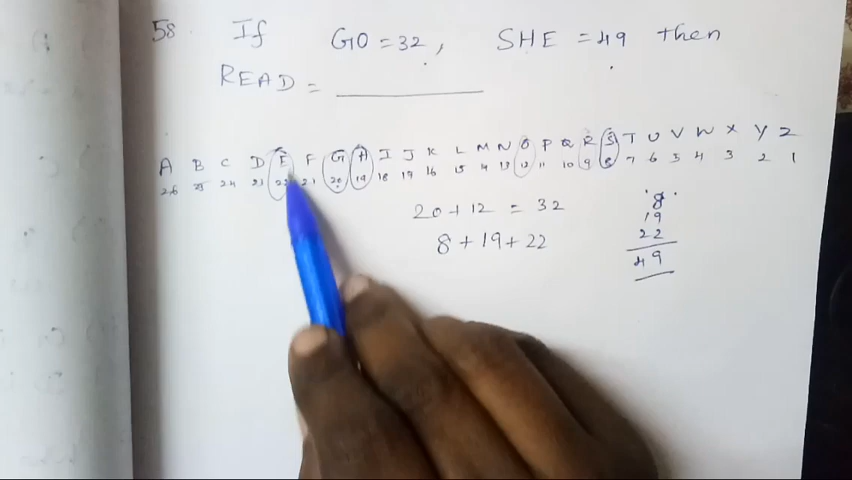 58 If GO = 32, SHE = 49 then
READ = ________
A B C D E F G H I J K L M N O P Q R S T U V W X Y Z
26 25 24 23 22 21 20 19 18 17 16 15 14 13 12 11 10 9 8 7 6 5 4 3 2 1
20 + 12 = 32
8 + 19 + 22
8
19
22
49